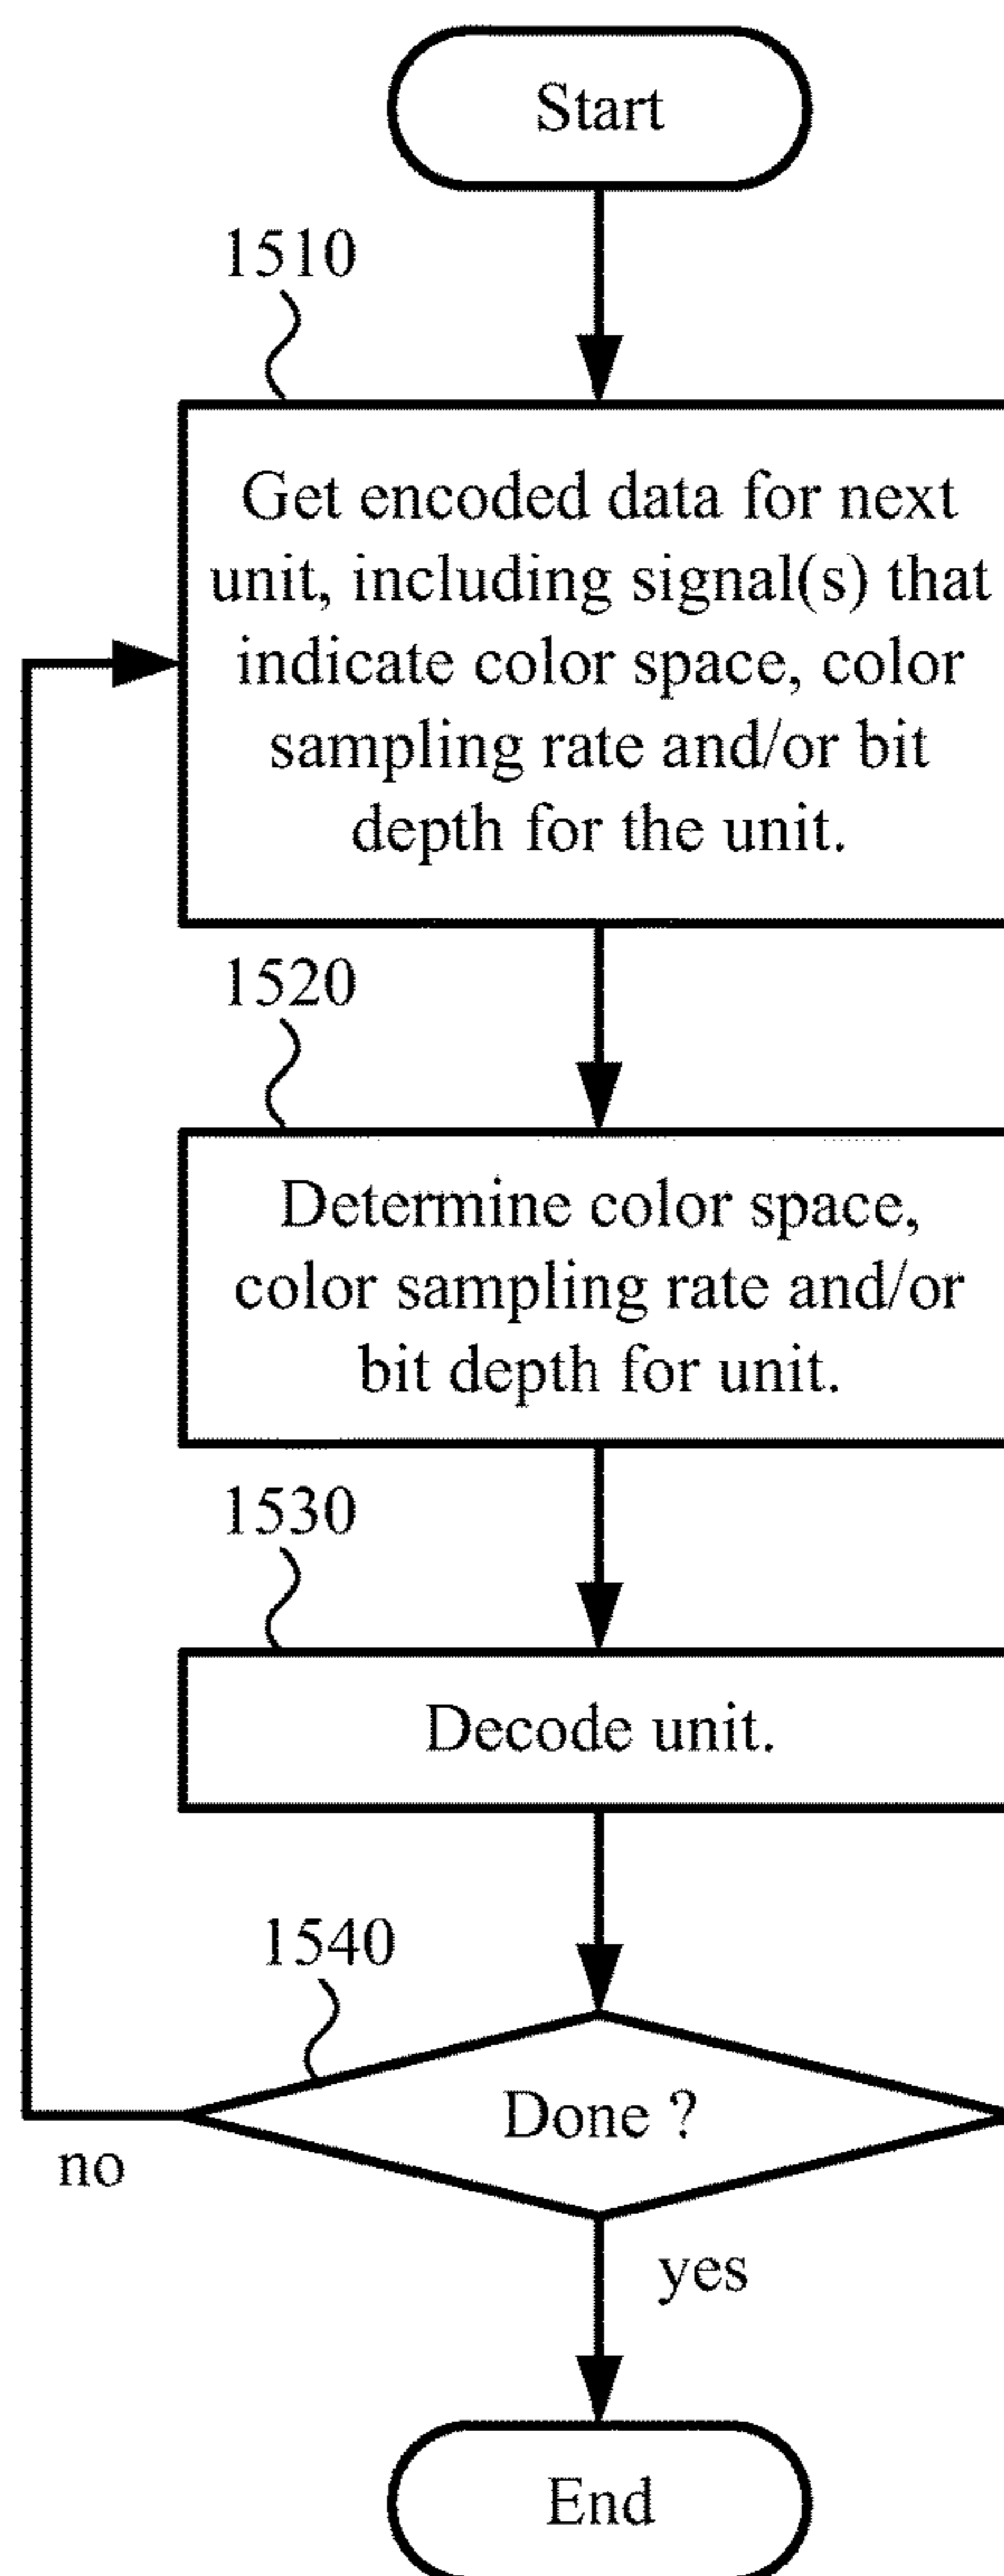 Start
1510
Get encoded data for next
unit, including signal(s) that
indicate color space, color
sampling rate and/or bit
depth for the unit.
1520
Determine color space,
color sampling rate and/or
bit depth for unit.
1530
Decode unit.
1540
Done ?
no
yes
End